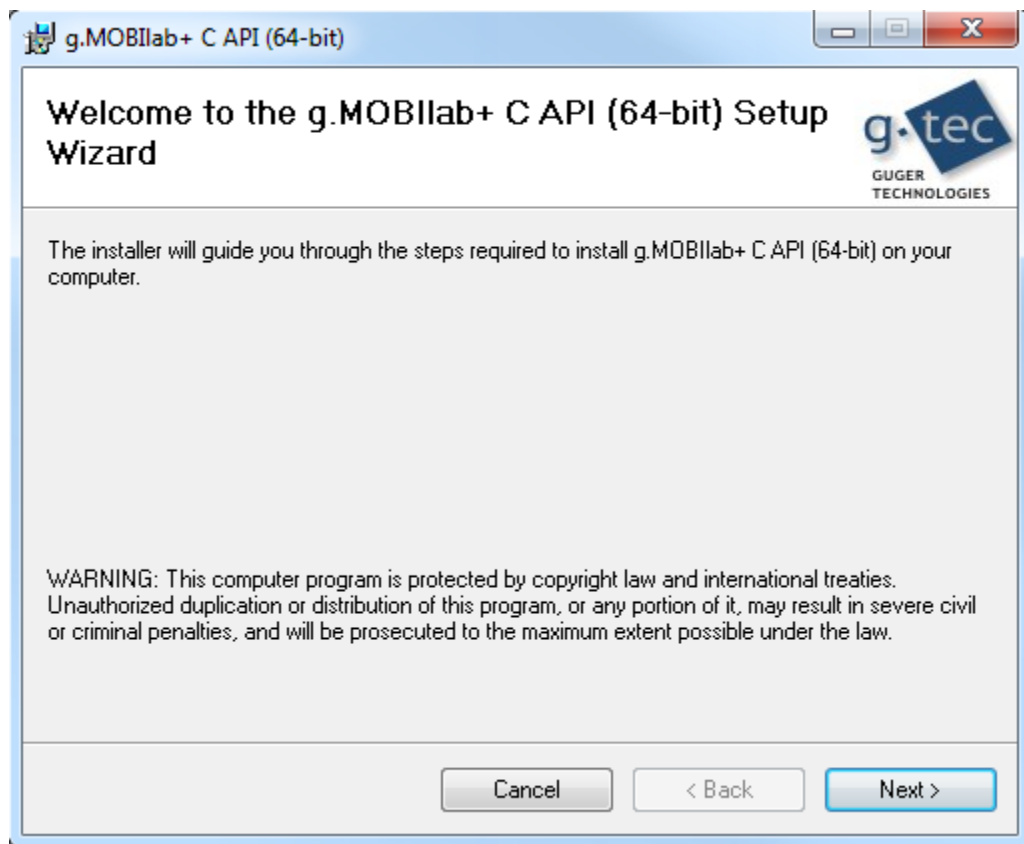 g.MOBIlab+ C API (64-bit)
Welcome to the g.MOBIlab+ C API (64-bit) Setup
Wizard
g.tec
GUGER
TECHNOLOGIES
The installer will guide you through the steps required to install g.MOBIlab+ C API (64-bit) on your
computer.
WARNING: This computer program is protected by copyright law and international treaties.
Unauthorized duplication or distribution of this program, or any portion of it, may result in severe civil
or criminal penalties, and will be prosecuted to the maximum extent possible under the law.
Cancel
< Back
Next >